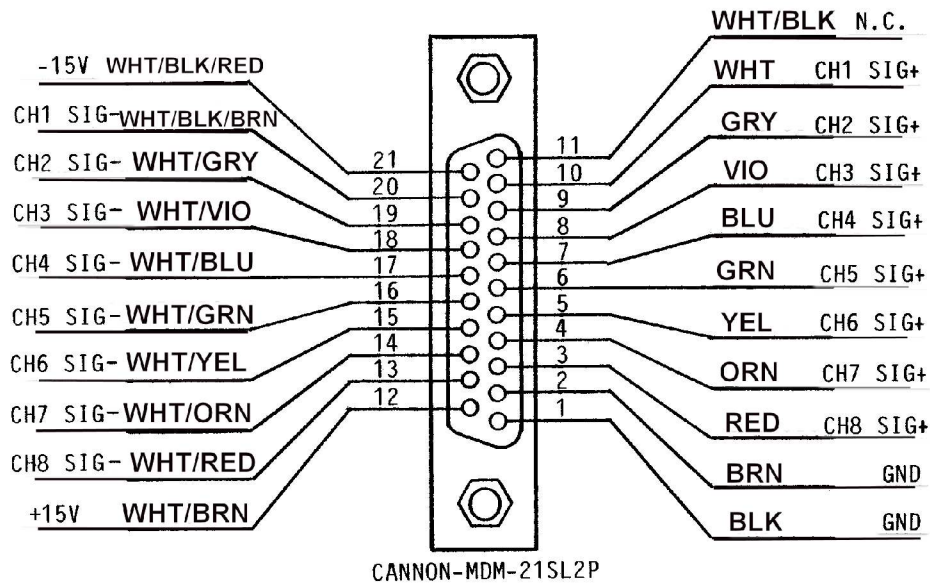 WHT/BLK N.C.
-15V WHT/BLK/RED
WHT CH1 SIG+
CH1 SIG- WHT/BLK/BRN
GRY CH2 SIG+
CH2 SIG- WHT/GRY
VIO CH3 SIG+
CH3 SIG- WHT/VIO
BLU CH4 SIG+
CH4 SIG- WHT/BLU
GRN CH5 SIG+
CH5 SIG- WHT/GRN
YEL CH6 SIG+
CH6 SIG- WHT/YEL
ORN CH7 SIG+
CH7 SIG- WHT/ORN
RED CH8 SIG+
CH8 SIG- WHT/RED
BRN GND
+15V WHT/BRN
BLK GND
21
20
19
18
17
16
15
14
13
12
11
10
9
8
7
6
5
4
3
2
1
CANNON-MDM-21SL2P